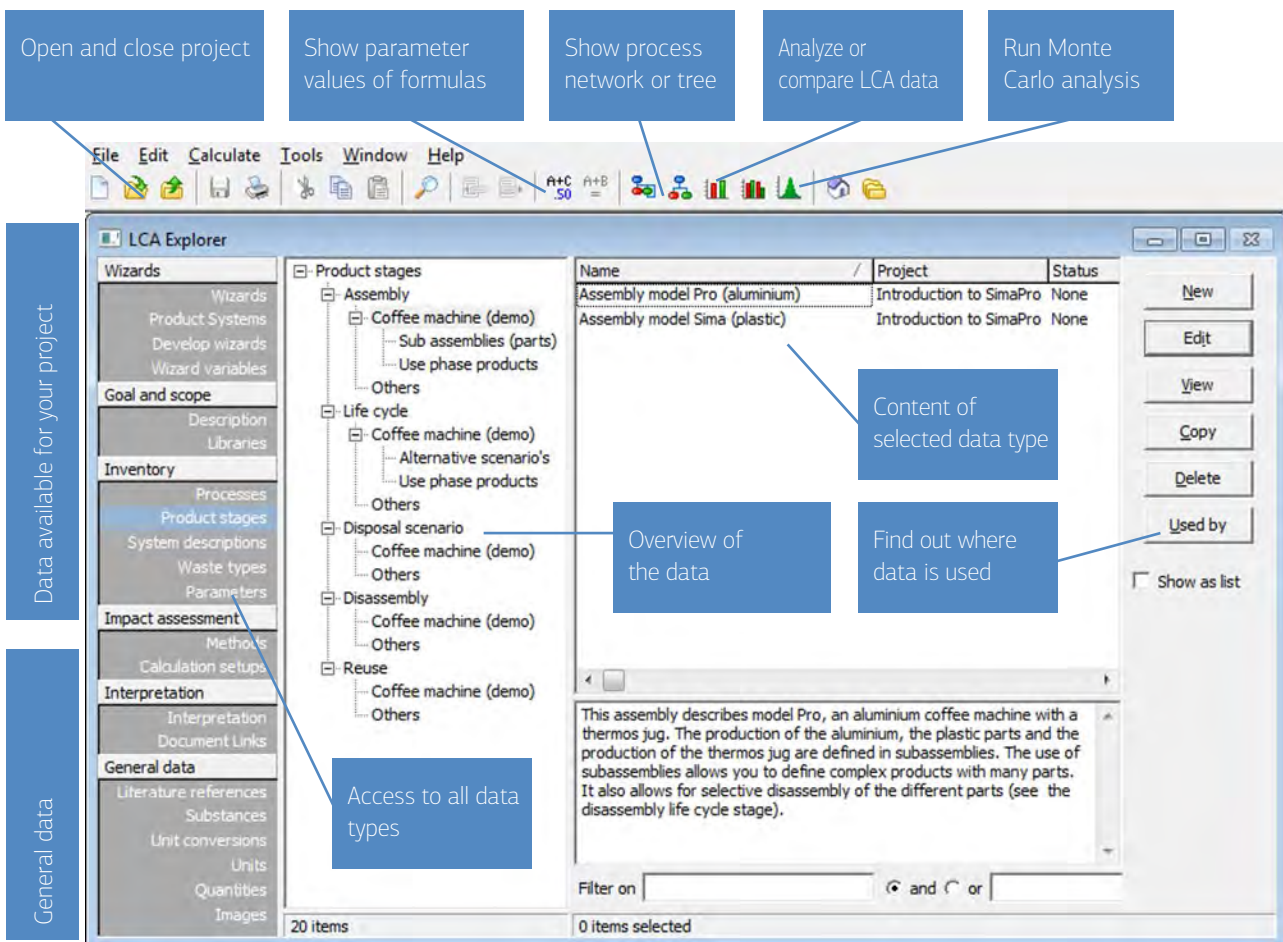 Open and close project
Show parameter
values of formulas
Show process
network or tree
Analyze or
compare LCA data
Run Monte
Carlo analysis
File Edit Calculate Tools Window Help
A+C
.50
A+B
=
Data available for your project
General data
LCA Explorer
Wizards
Wizards
Product Systems
Develop wizards
Wizard variables
Goal and scope
Description
Libraries
Inventory
Processes
Product stages
System descriptions
Waste types
Parameters
Impact assessment
Methods
Calculation setups
Interpretation
Interpretation
Document Links
General data
Literature references
Substances
Unit conversions
Units
Quantities
Images
Product stages
Assembly
Coffee machine (demo)
Sub assemblies (parts)
Use phase products
Others
Life cycle
Coffee machine (demo)
Alternative scenario's
Use phase products
Others
Disposal scenario
Coffee machine (demo)
Others
Disassembly
Coffee machine (demo)
Others
Reuse
Coffee machine (demo)
Others
Access to all data
types
20 items
Name / Project Status
Assembly model Pro (aluminium) Introduction to SimaPro None
Assembly model Sima (plastic) Introduction to SimaPro None
Content of
selected data type
Overview of
the data
Find out where
data is used
This assembly describes model Pro, an aluminium coffee machine with a
thermos jug. The production of the aluminium, the plastic parts and the
production of the thermos jug are defined in subassemblies. The use of
subassemblies allows you to define complex products with many parts.
It also allows for selective disassembly of the different parts (see the
disassembly life cycle stage).
Filter on and or
0 items selected
New
Edit
View
Copy
Delete
Used by
Show as list